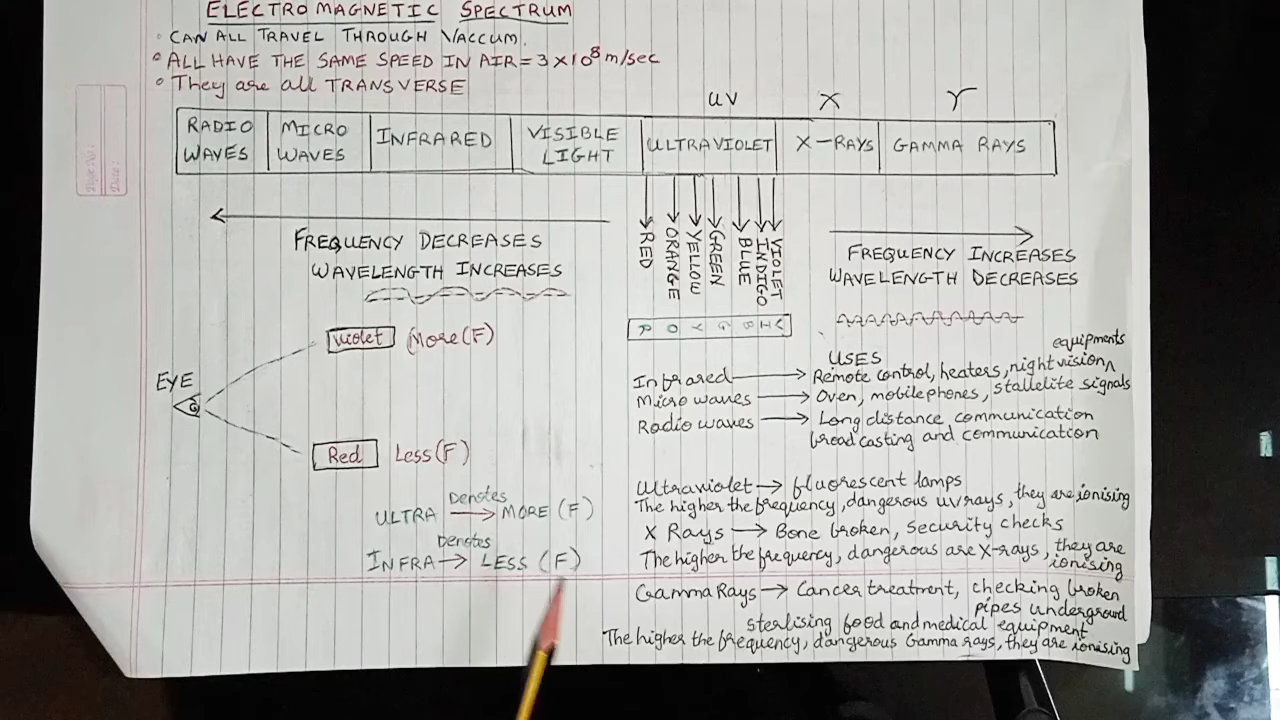 ELECTROMAGNETIC SPECTRUM
CAN ALL TRAVEL THROUGH VACCUM.
ALL HAVE THE SAME SPEED IN AIR = 3 × 10⁸ m/sec
They are all TRANSVERSE
UV X γ
RADIO WAVES
MICRO WAVES
INFRARED
VISIBLE LIGHT
ULTRAVIOLET
X-RAYS
GAMMA RAYS
FREQUENCY DECREASES
WAVELENGTH INCREASES
RED
ORANGE
YELLOW
GREEN
BLUE
INDIGO
VIOLET
R O Y G B I V
FREQUENCY INCREASES
WAVELENGTH DECREASES
EYE
Violet More (F)
Red Less (F)
ULTRA Denotes → MORE (F)
INFRA Denotes → LESS (F)
USES
equipments
Infrared → Remote control, heaters, night vision
Micro waves → Oven, mobile phones, stallelite signals
Radio waves → Long distance communication
broad casting and communication
Ultraviolet → fluorescent lamps
The higher the frequency, dangerous uv rays, they are ionising
X Rays → Bone broken, security checks
The higher the frequency, dangerous are X-rays, they are
ionising
Gamma Rays → Cancer treatment, checking broken
pipes underground
sterlising food and medical equipment
The higher the frequency, dangerous Gamma rays, they are ionising